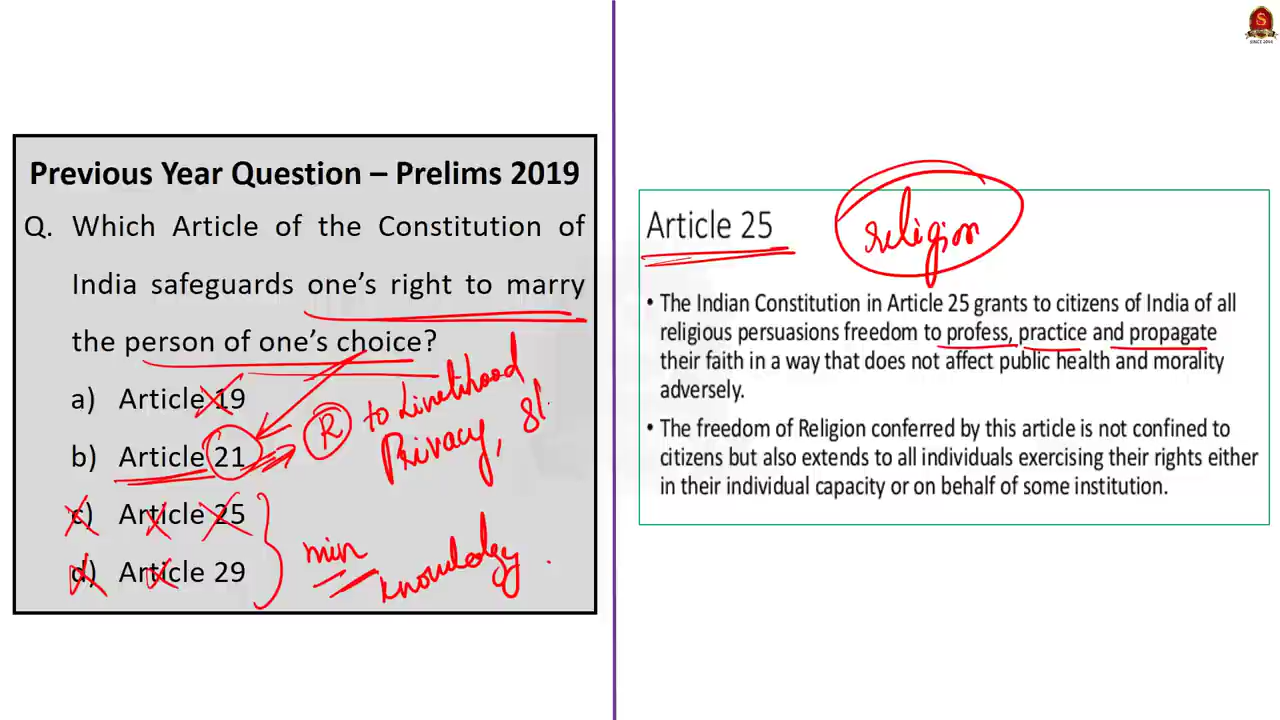 Previous Year Question – Prelims 2019
Q. Which Article of the Constitution of
India safeguards one's right to marry
the person of one's choice?
a) Article 19
b) Article 21
c) Article 25
d) Article 29
R to Livelihood
Privacy,
min
knowledge
Article 25
religion
• The Indian Constitution in Article 25 grants to citizens of India of all
religious persuasions freedom to profess, practice and propagate
their faith in a way that does not affect public health and morality
adversely.
• The freedom of Religion conferred by this article is not confined to
citizens but also extends to all individuals exercising their rights either
in their individual capacity or on behalf of some institution.
S
SINCE 2004